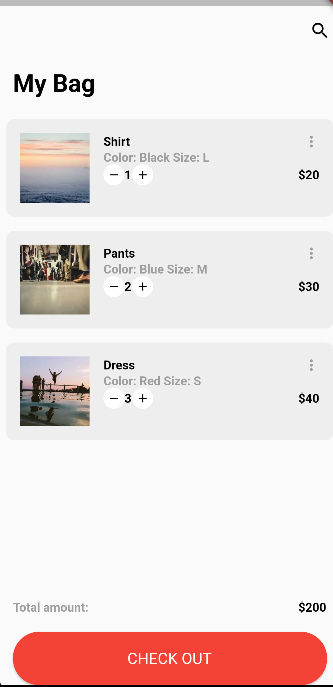 My Bag
Shirt
Color: Black Size: L
− 1 + $20
Pants
Color: Blue Size: M
− 2 + $30
Dress
Color: Red Size: S
− 3 + $40
Total amount: $200
CHECK OUT